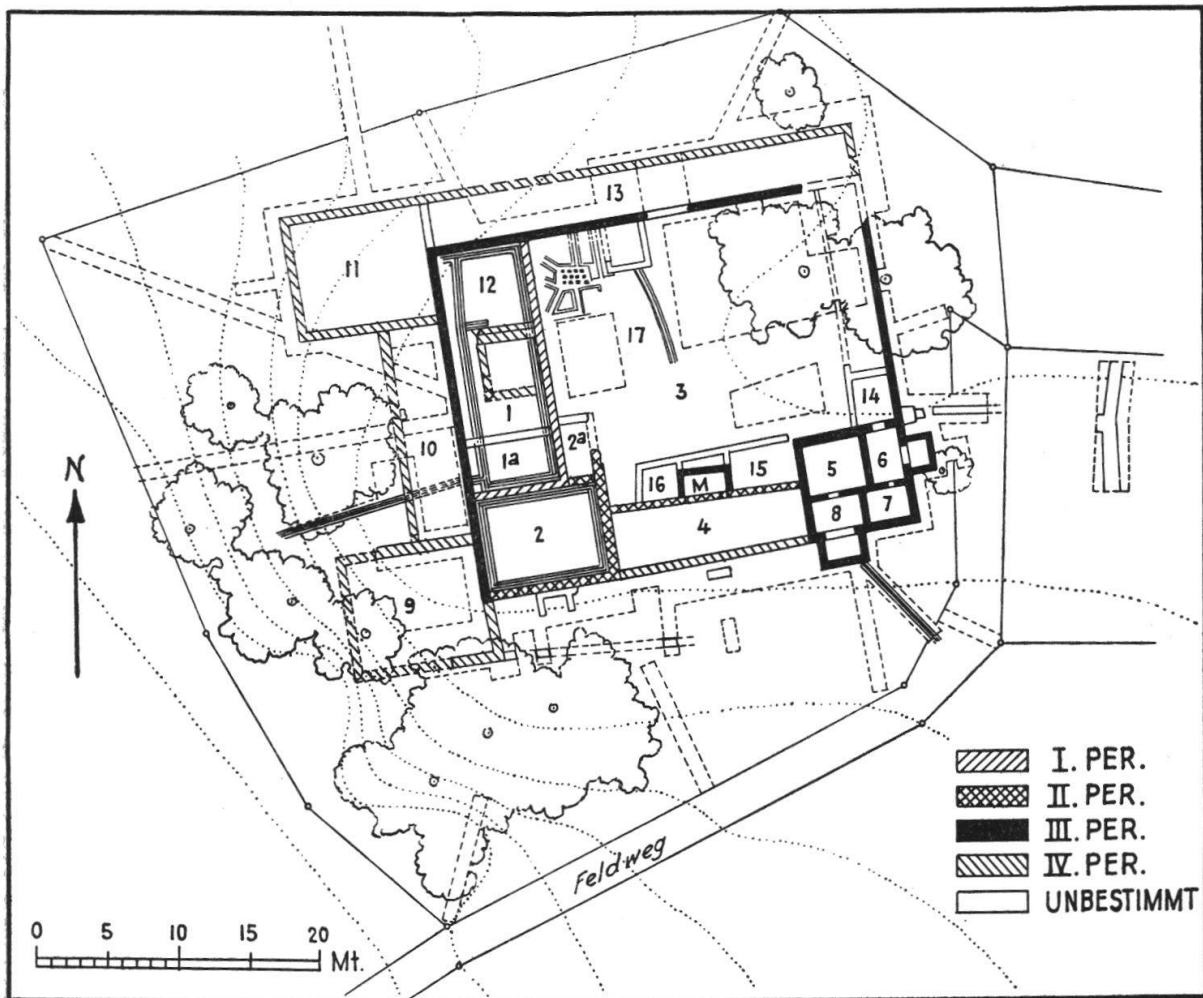 13
11
12
17
3
14
1
10
2a
1a
5
6
15
16
M
7
8
4
2
9
N
Feldweg
I. PER.
II. PER.
III. PER.
IV. PER.
UNBESTIMMT
0 5 10 15 20
Mt.